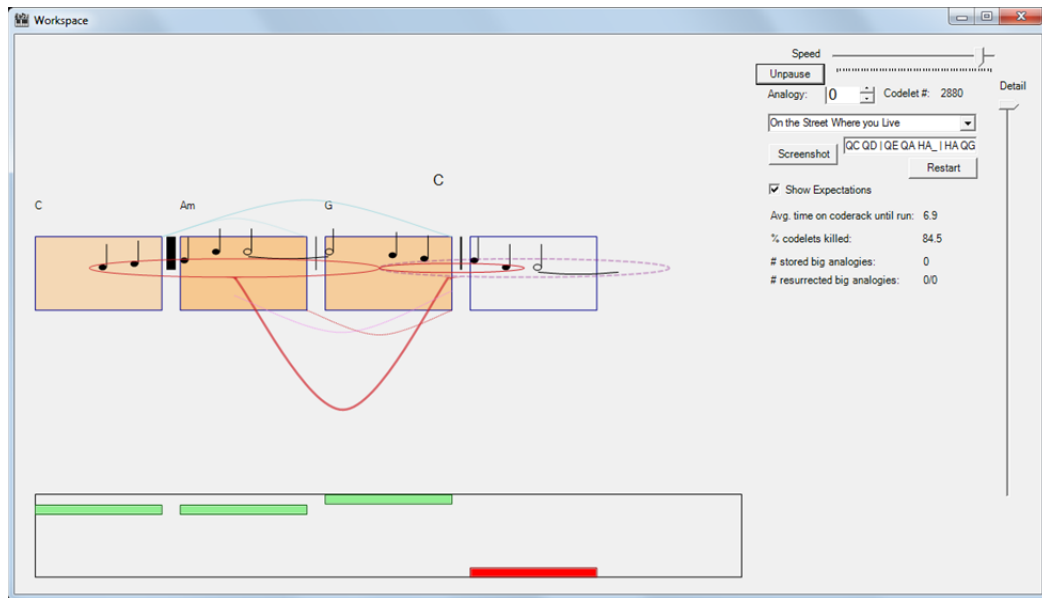 Workspace
Speed
Unpause
Analogy: 0 Codelet #: 2880
Detail
On the Street Where you Live
Screenshot
QC QD | QE QA HA_ | HA QG
Restart
Show Expectations
Avg. time on coderack until run: 6.9
% codelets killed: 84.5
# stored big analogies: 0
# resurrected big analogies: 0/0
C
C Am G